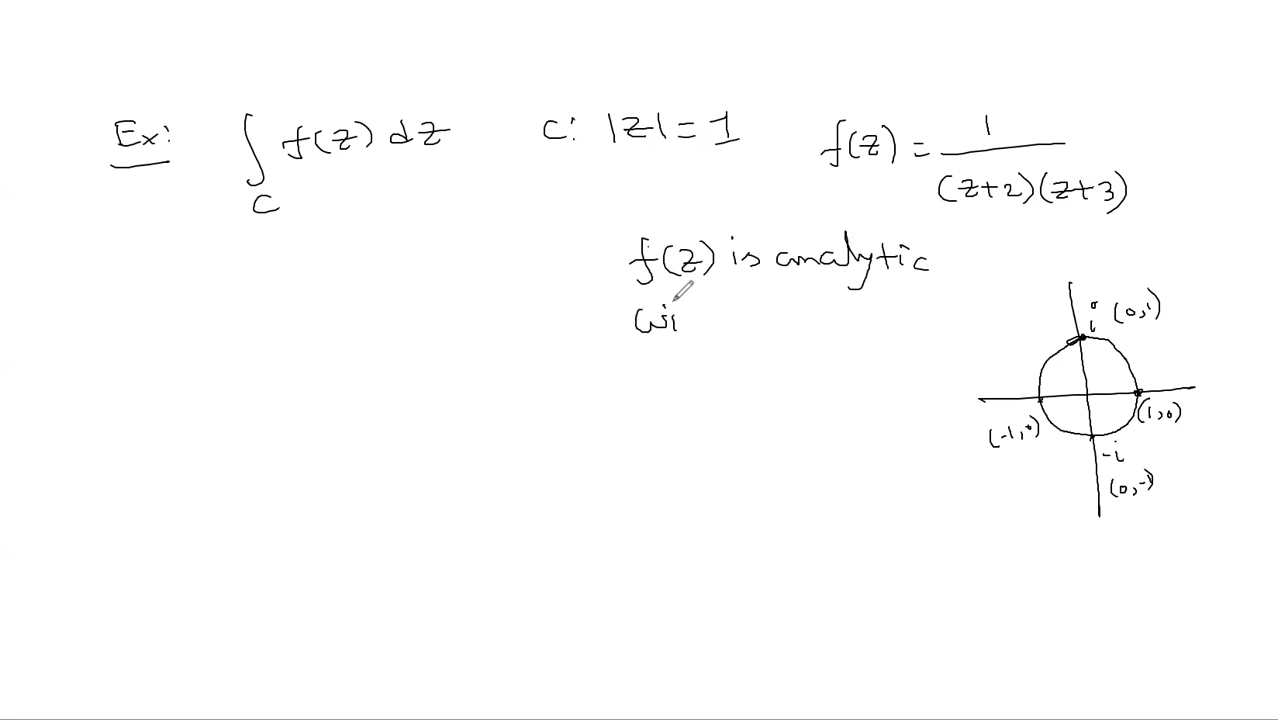 Ex: ∫_C f(z) dz C: |z| = 1 f(z) = 1/((z+2)(z+3))
f(z) is analytic
wi
i (0,1)
(-1,0) (1,0)
-i
(0,-1)